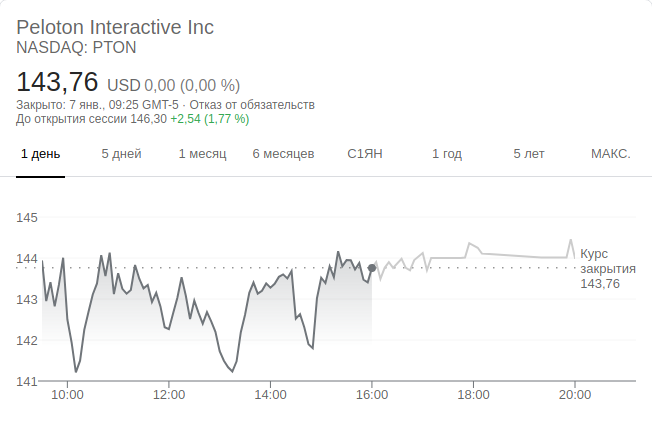 Peloton Interactive Inc
NASDAQ: PTON
143,76 USD 0,00 (0,00 %)
Закрыто: 7 янв., 09:25 GMT-5 · Отказ от обязательств
До открытия сессии 146,30 +2,54 (1,77 %)
1 день 5 дней 1 месяц 6 месяцев С1ЯН 1 год 5 лет МАКС.
145
144
143
142
141
Курс
закрытия
143,76
10:00 12:00 14:00 16:00 18:00 20:00